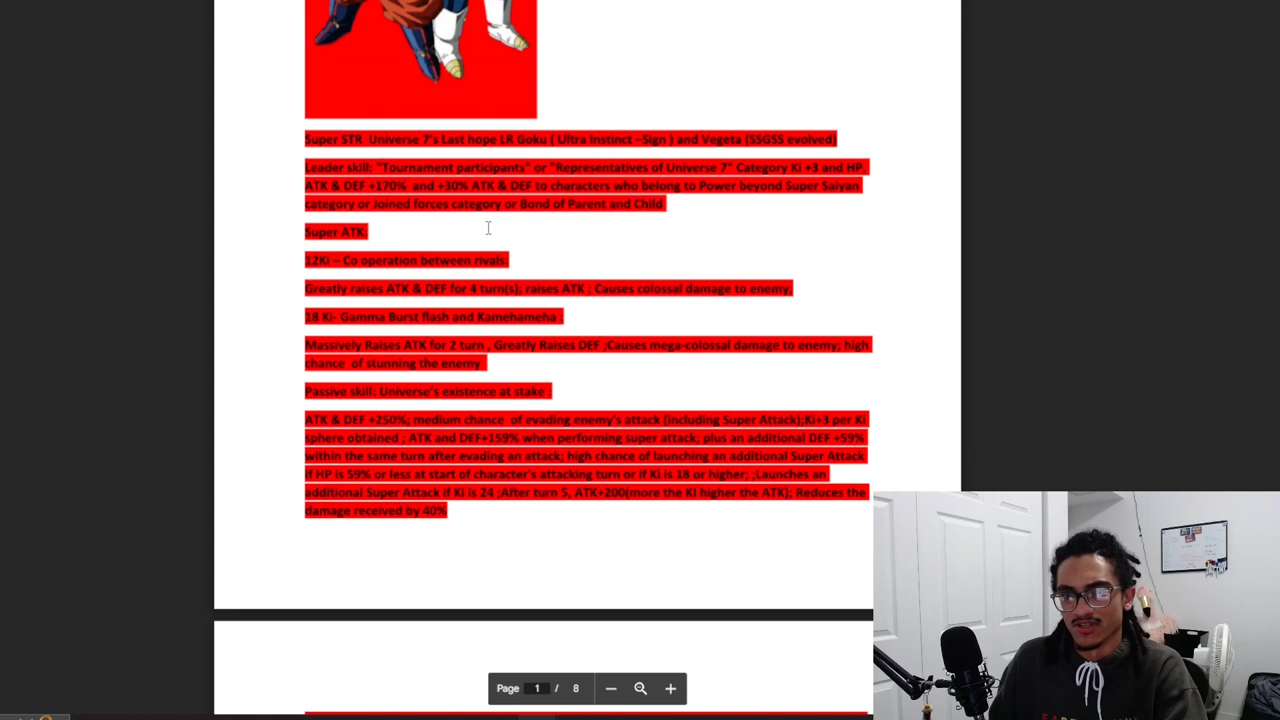 Super STR Universe 7's Last hope LR Goku ( Ultra Instinct –Sign ) and Vegeta (SSGSS evolved)
Leader skill: "Tournament participants" or "Representatives of Universe 7" Category Ki +3 and HP,
ATK & DEF +170% and +30% ATK & DEF to characters who belong to Power beyond Super Saiyan
category or Joined forces category or Bond of Parent and Child
Super ATK:
12Ki – Co operation between rivals:
Greatly raises ATK & DEF for 4 turn(s); raises ATK ; Causes colossal damage to enemy,
18 Ki- Gamma Burst flash and Kamehameha :
Massively Raises ATK for 2 turn , Greatly Raises DEF ;Causes mega-colossal damage to enemy; high
chance of stunning the enemy
Passive skill: Universe's existence at stake :
ATK & DEF +250%; medium chance of evading enemy's attack (including Super Attack);Ki+3 per Ki
sphere obtained ; ATK and DEF+159% when performing super attack; plus an additional DEF +59%
within the same turn after evading an attack; high chance of launching an additional Super Attack
if HP is 59% or less at start of character's attacking turn or if Ki is 18 or higher; ;Launches an
additional Super Attack if Ki is 24 ;After turn 5, ATK+200(more the KI higher the ATK); Reduces the
damage received by 40%
Page 1 / 8